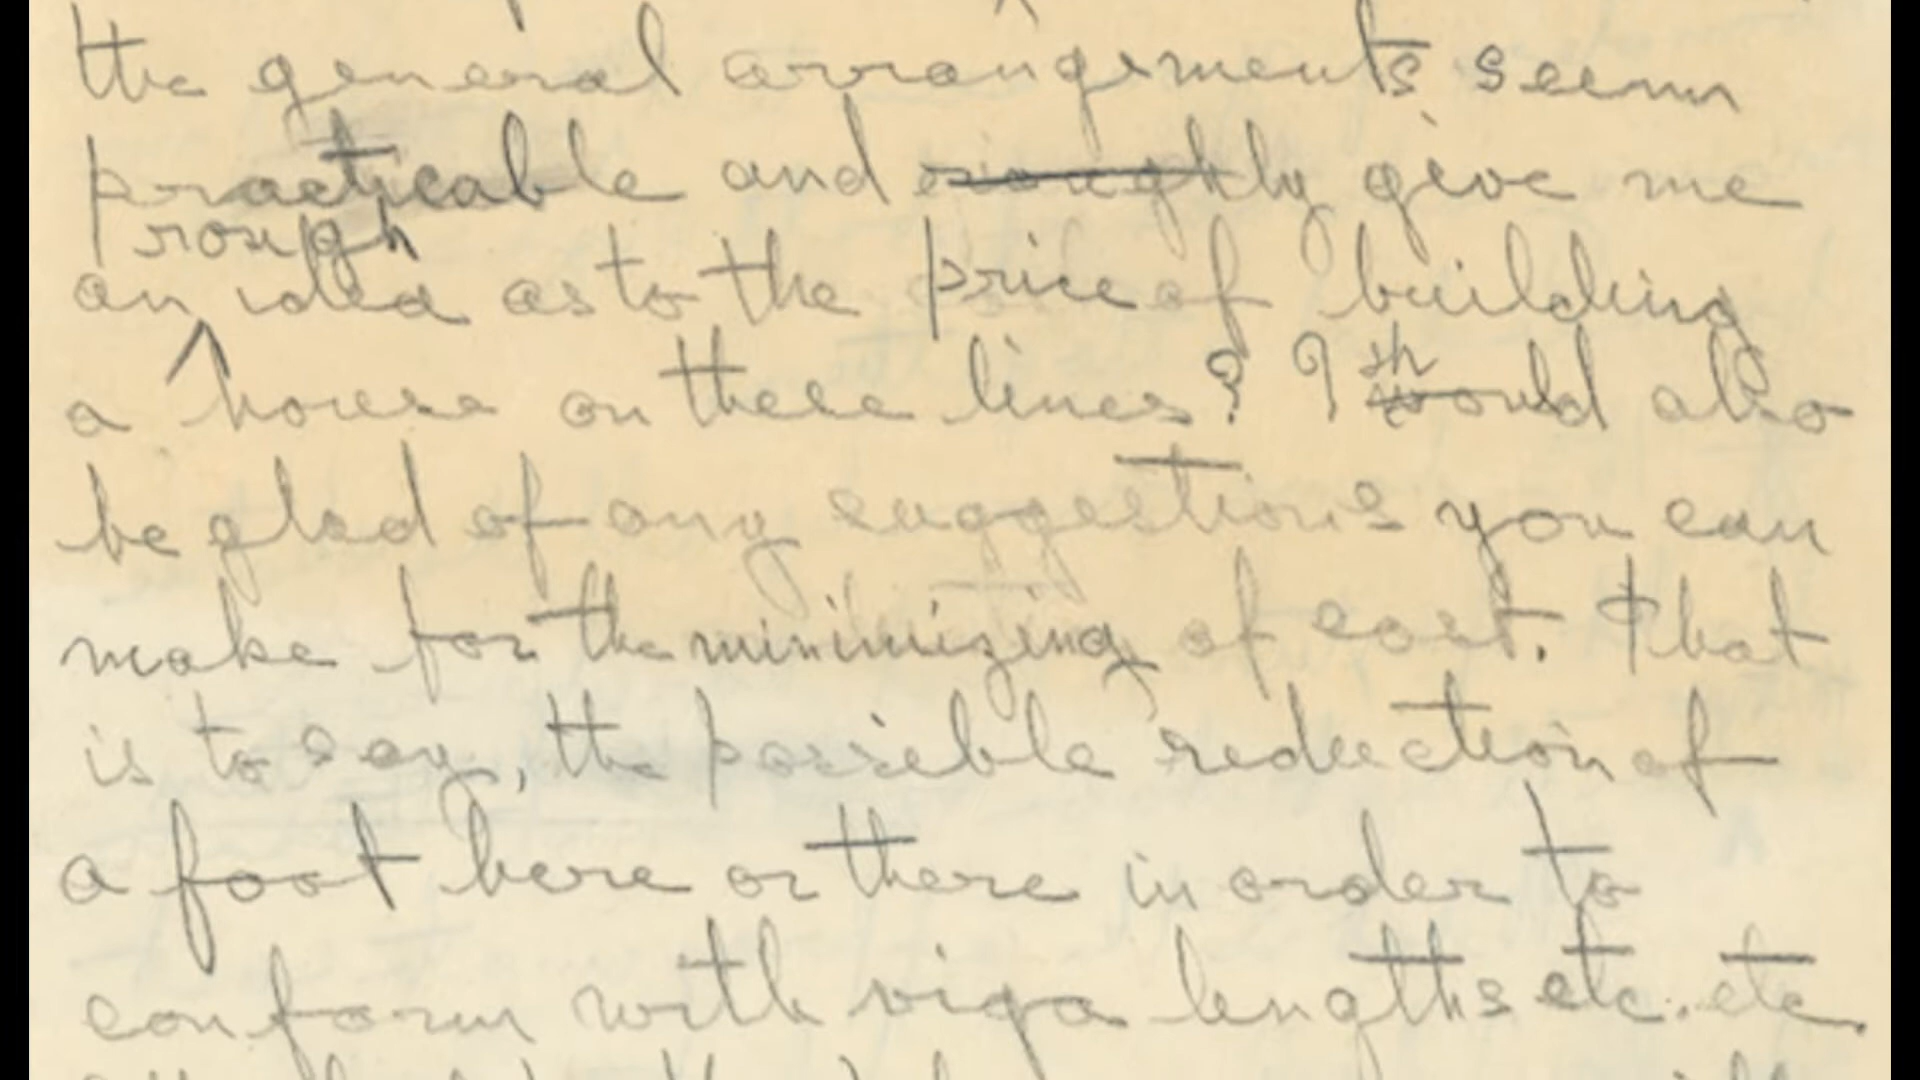 the general arrangements seem
practicable and roughly give me
rough
an idea as to the price of building
a house on these lines? I would also
sh
be glad of any suggestions you can
make for the minimizing of cost. That
is to say, the possible reduction of
a foot here or there in order to
conform with viga lengths etc. etc.